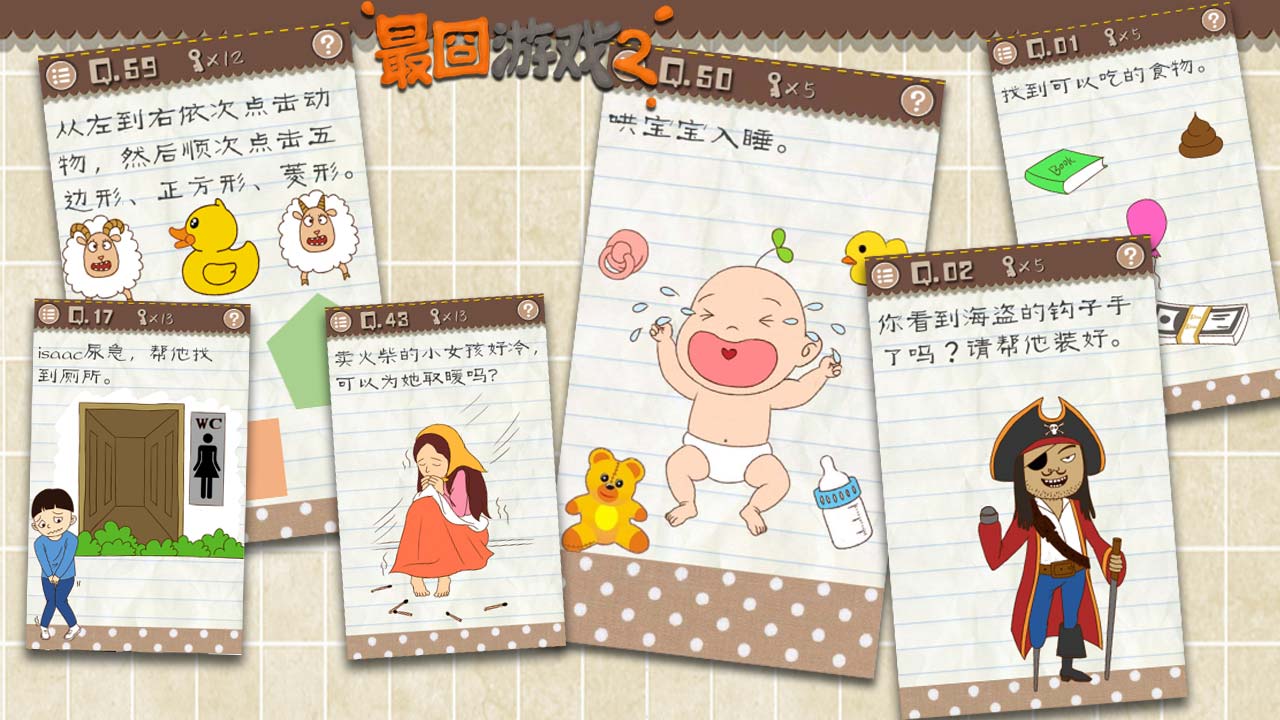 最囧游戏2
Q.59
×12
?
从左到右依次点击动
物，然后顺次点击五
边形、正方形、菱形。
Q.50
×5
?
哄宝宝入睡。
Q.01
×5
?
找到可以吃的食物。
Book
Q.17
×13
?
isaac尿急，帮他找
到厕所。
WC
Q.43
×13
?
卖火柴的小女孩好冷，
可以为她取暖吗？
Q.02
×5
?
你看到海盗的钩子手
了吗？请帮他装好。